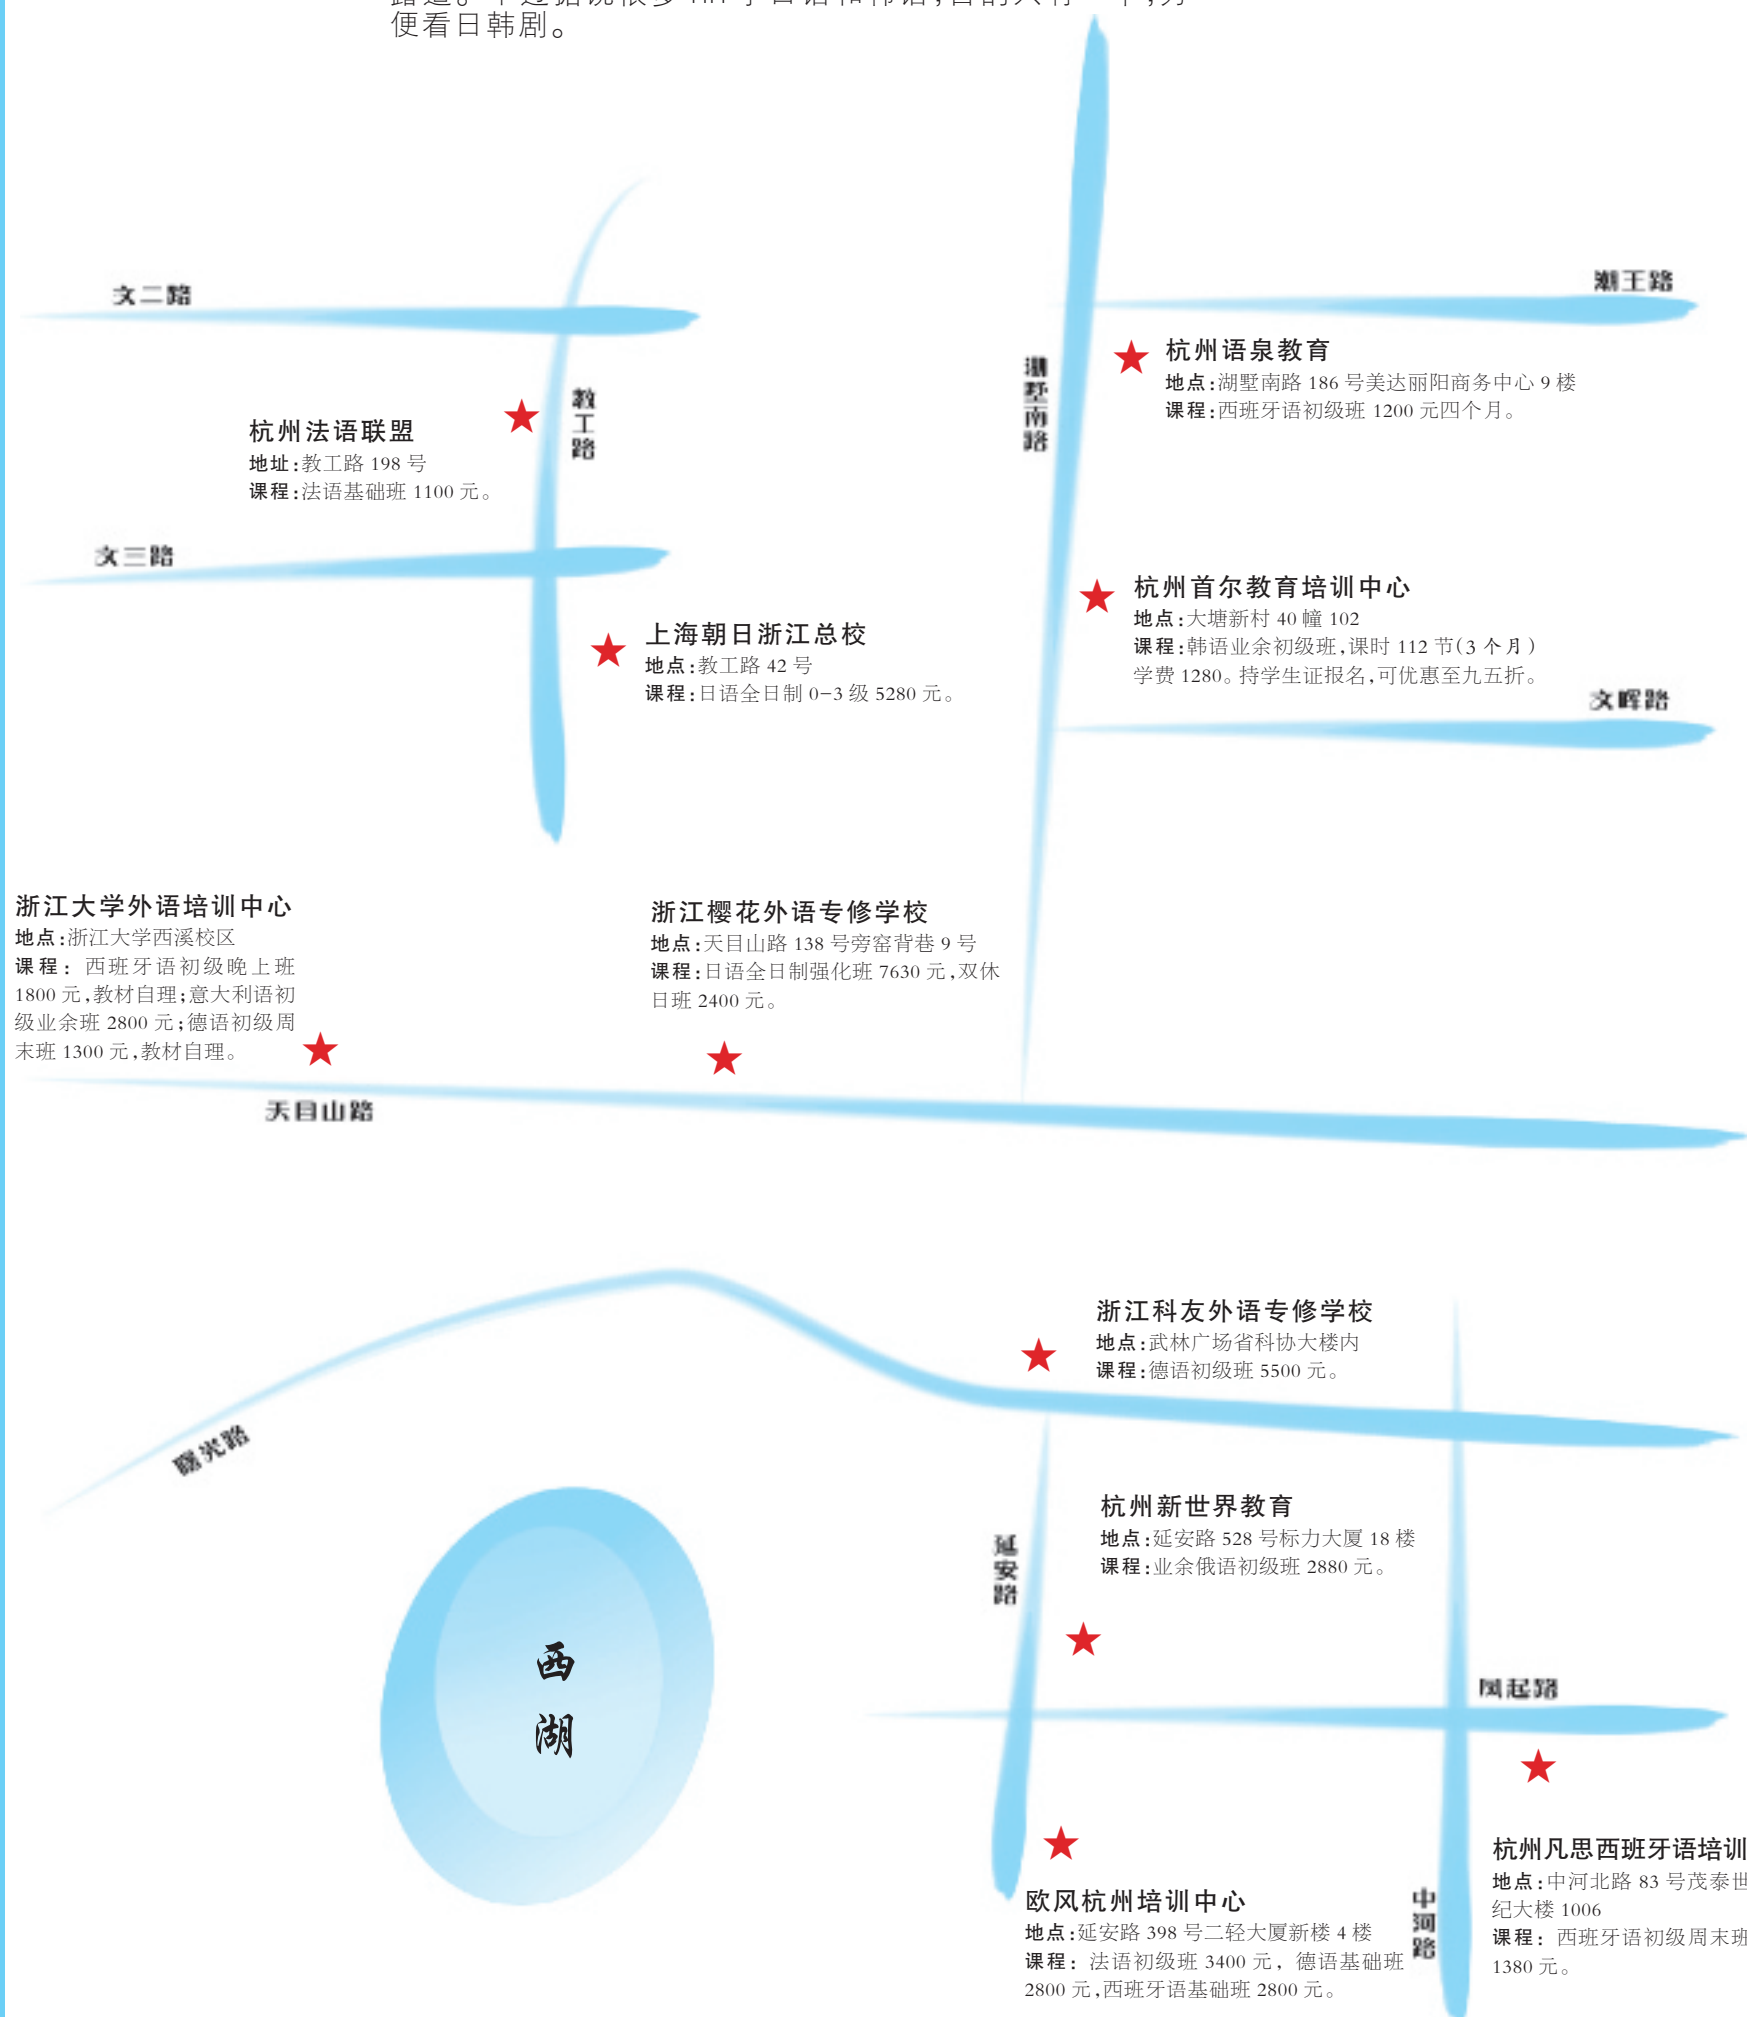 便看日韩剧。
文二路
潮王路
教工路
湖墅南路
杭州语泉教育
地点:湖墅南路 186 号美达丽阳商务中心 9 楼
课程:西班牙语初级班 1200 元四个月。
杭州法语联盟
地址:教工路 198 号
课程:法语基础班 1100 元。
文三路
杭州首尔教育培训中心
地点:大塘新村 40 幢 102
课程:韩语业余初级班,课时 112 节(3 个月)
学费 1280。持学生证报名,可优惠至九五折。
上海朝日浙江总校
地点:教工路 42 号
课程:日语全日制 0-3 级 5280 元。
文晖路
浙江大学外语培训中心
地点:浙江大学西溪校区
课程: 西班牙语初级晚上班
1800 元,教材自理;意大利语初
级业余班 2800 元;德语初级周
末班 1300 元,教材自理。
浙江樱花外语专修学校
地点:天目山路 138 号旁窑背巷 9 号
课程:日语全日制强化班 7630 元,双休
日班 2400 元。
天目山路
浙江科友外语专修学校
地点:武林广场省科协大楼内
课程:德语初级班 5500 元。
曙光路
杭州新世界教育
地点:延安路 528 号标力大厦 18 楼
课程:业余俄语初级班 2880 元。
延安路
西湖
凤起路
欧风杭州培训中心
地点:延安路 398 号二轻大厦新楼 4 楼
课程: 法语初级班 3400 元, 德语基础班
2800 元,西班牙语基础班 2800 元。
中河路
杭州凡思西班牙语培训
地点:中河北路 83 号茂泰世
纪大楼 1006
课程: 西班牙语初级周末班
1380 元。